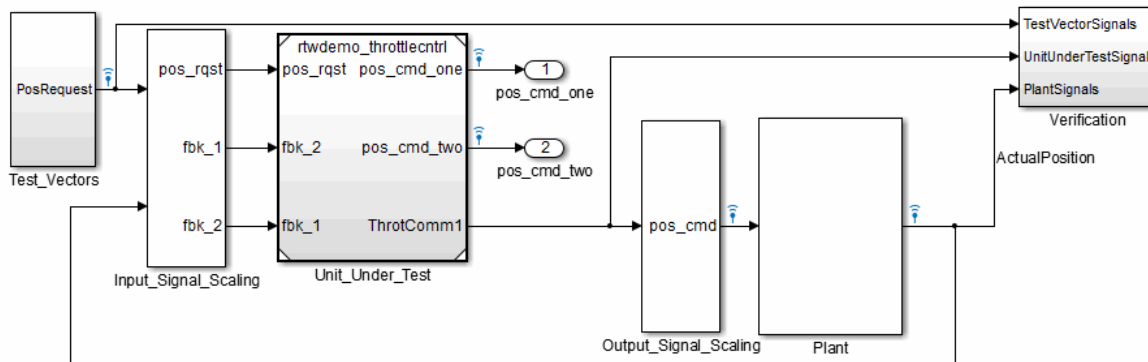 TestVectorSignals
UnitUnderTestSignal
PlantSignals
Verification
PosRequest
Test_Vectors
pos_rqst
fbk_1
fbk_2
Input_Signal_Scaling
rtwdemo_throttlecntrl
pos_rqst pos_cmd_one
fbk_2 pos_cmd_two
fbk_1 ThrotComm1
Unit_Under_Test
1
pos_cmd_one
2
pos_cmd_two
pos_cmd
Output_Signal_Scaling
Plant
ActualPosition